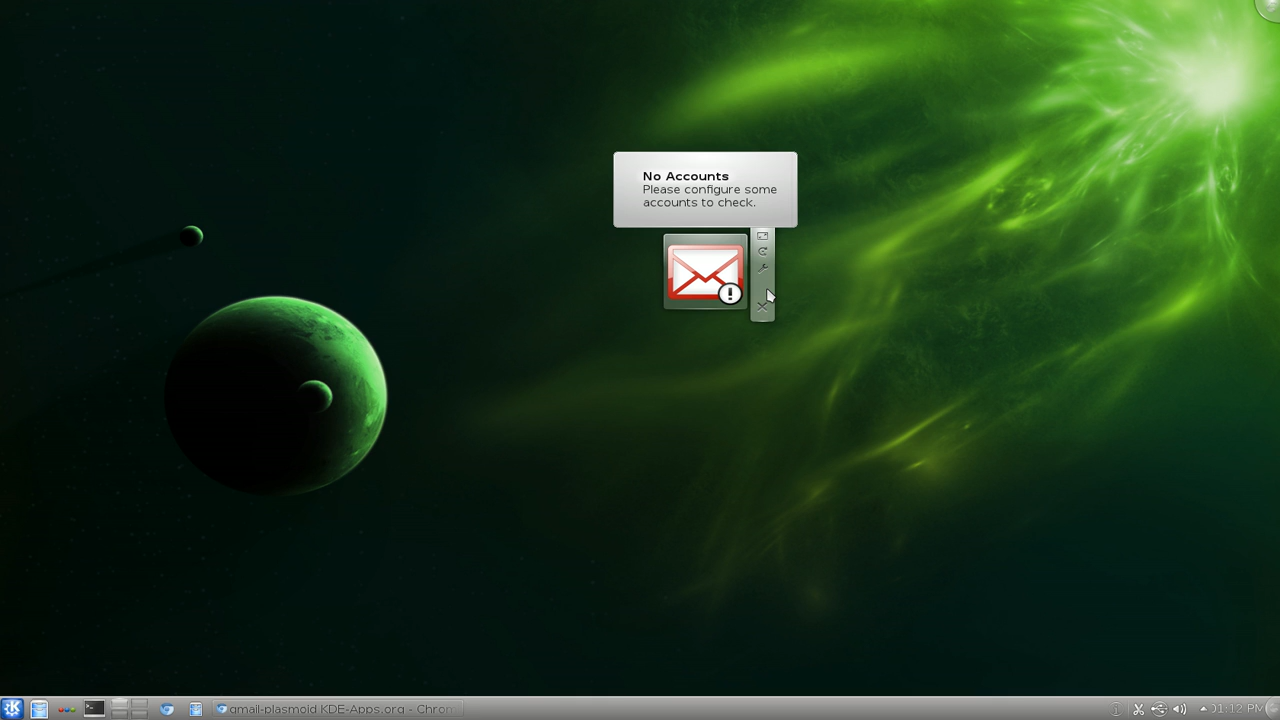 No Accounts
Please configure some
accounts to check.
gmail-plasmoid KDE-Apps.org - Chrom
01:12 PM